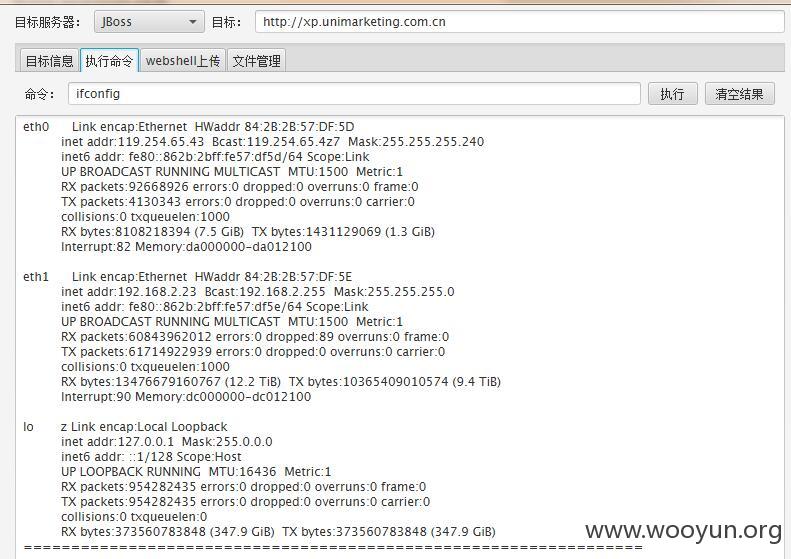 目标服务器： JBoss 目标： http://xp.unimarketing.com.cn
目标信息 执行命令 webshell上传 文件管理
命令： ifconfig 执行 清空结果
eth0 Link encap:Ethernet HWaddr 84:2B:2B:57:DF:5D
inet addr:119.254.65.43 Bcast:119.254.65.4z7 Mask:255.255.255.240
inet6 addr: fe80::862b:2bff:fe57:df5d/64 Scope:Link
UP BROADCAST RUNNING MULTICAST MTU:1500 Metric:1
RX packets:92668926 errors:0 dropped:0 overruns:0 frame:0
TX packets:4130343 errors:0 dropped:0 overruns:0 carrier:0
collisions:0 txqueuelen:1000
RX bytes:8108218394 (7.5 GiB) TX bytes:1431129069 (1.3 GiB)
Interrupt:82 Memory:da000000-da012100
eth1 Link encap:Ethernet HWaddr 84:2B:2B:57:DF:5E
inet addr:192.168.2.23 Bcast:192.168.2.255 Mask:255.255.255.0
inet6 addr: fe80::862b:2bff:fe57:df5e/64 Scope:Link
UP BROADCAST RUNNING MULTICAST MTU:1500 Metric:1
RX packets:60843962012 errors:0 dropped:89 overruns:0 frame:0
TX packets:61714922939 errors:0 dropped:0 overruns:0 carrier:0
collisions:0 txqueuelen:1000
RX bytes:13476679160767 (12.2 TiB) TX bytes:10365409010574 (9.4 TiB)
Interrupt:90 Memory:dc000000-dc012100
lo z Link encap:Local Loopback
inet addr:127.0.0.1 Mask:255.0.0.0
inet6 addr: ::1/128 Scope:Host
UP LOOPBACK RUNNING MTU:16436 Metric:1
RX packets:954282435 errors:0 dropped:0 overruns:0 frame:0
TX packets:954282435 errors:0 dropped:0 overruns:0 carrier:0
collisions:0 txqueuelen:0
RX bytes:373560783848 (347.9 GiB) TX bytes:373560783848 (347.9 GiB)
www.wooyun.org
=================================================================